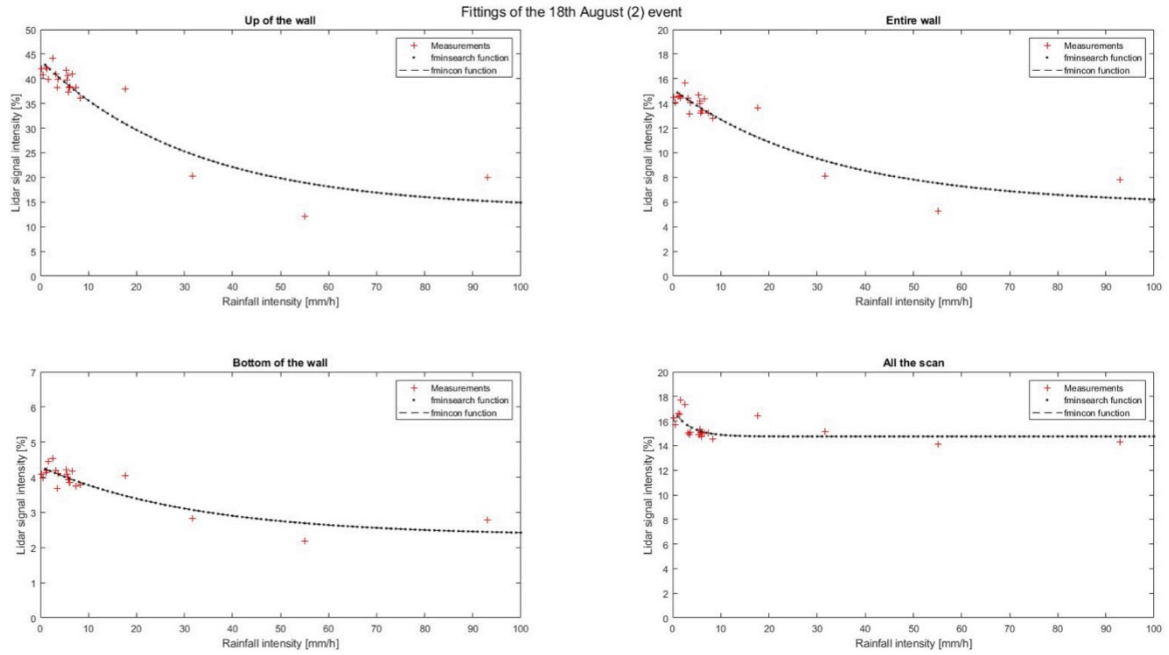 Fittings of the 18th August (2) event
Up of the wall
Lidar signal intensity [%]
50
45
40
35
30
25
20
15
10
5
0
0 10 20 30 40 50 60 70 80 90 100
Rainfall intensity [mm/h]
Measurements
fminsearch function
fmincon function
Entire wall
Lidar signal intensity [%]
20
18
16
14
12
10
8
6
4
2
0
0 10 20 30 40 50 60 70 80 90 100
Rainfall intensity [mm/h]
Measurements
fminsearch function
fmincon function
Bottom of the wall
Lidar signal intensity [%]
7
6
5
4
3
2
1
0
0 10 20 30 40 50 60 70 80 90 100
Rainfall intensity [mm/h]
Measurements
fminsearch function
fmincon function
All the scan
Lidar signal intensity [%]
20
18
16
14
12
10
8
6
4
2
0
0 10 20 30 40 50 60 70 80 90 100
Rainfall intensity [mm/h]
Measurements
fminsearch function
fmincon function